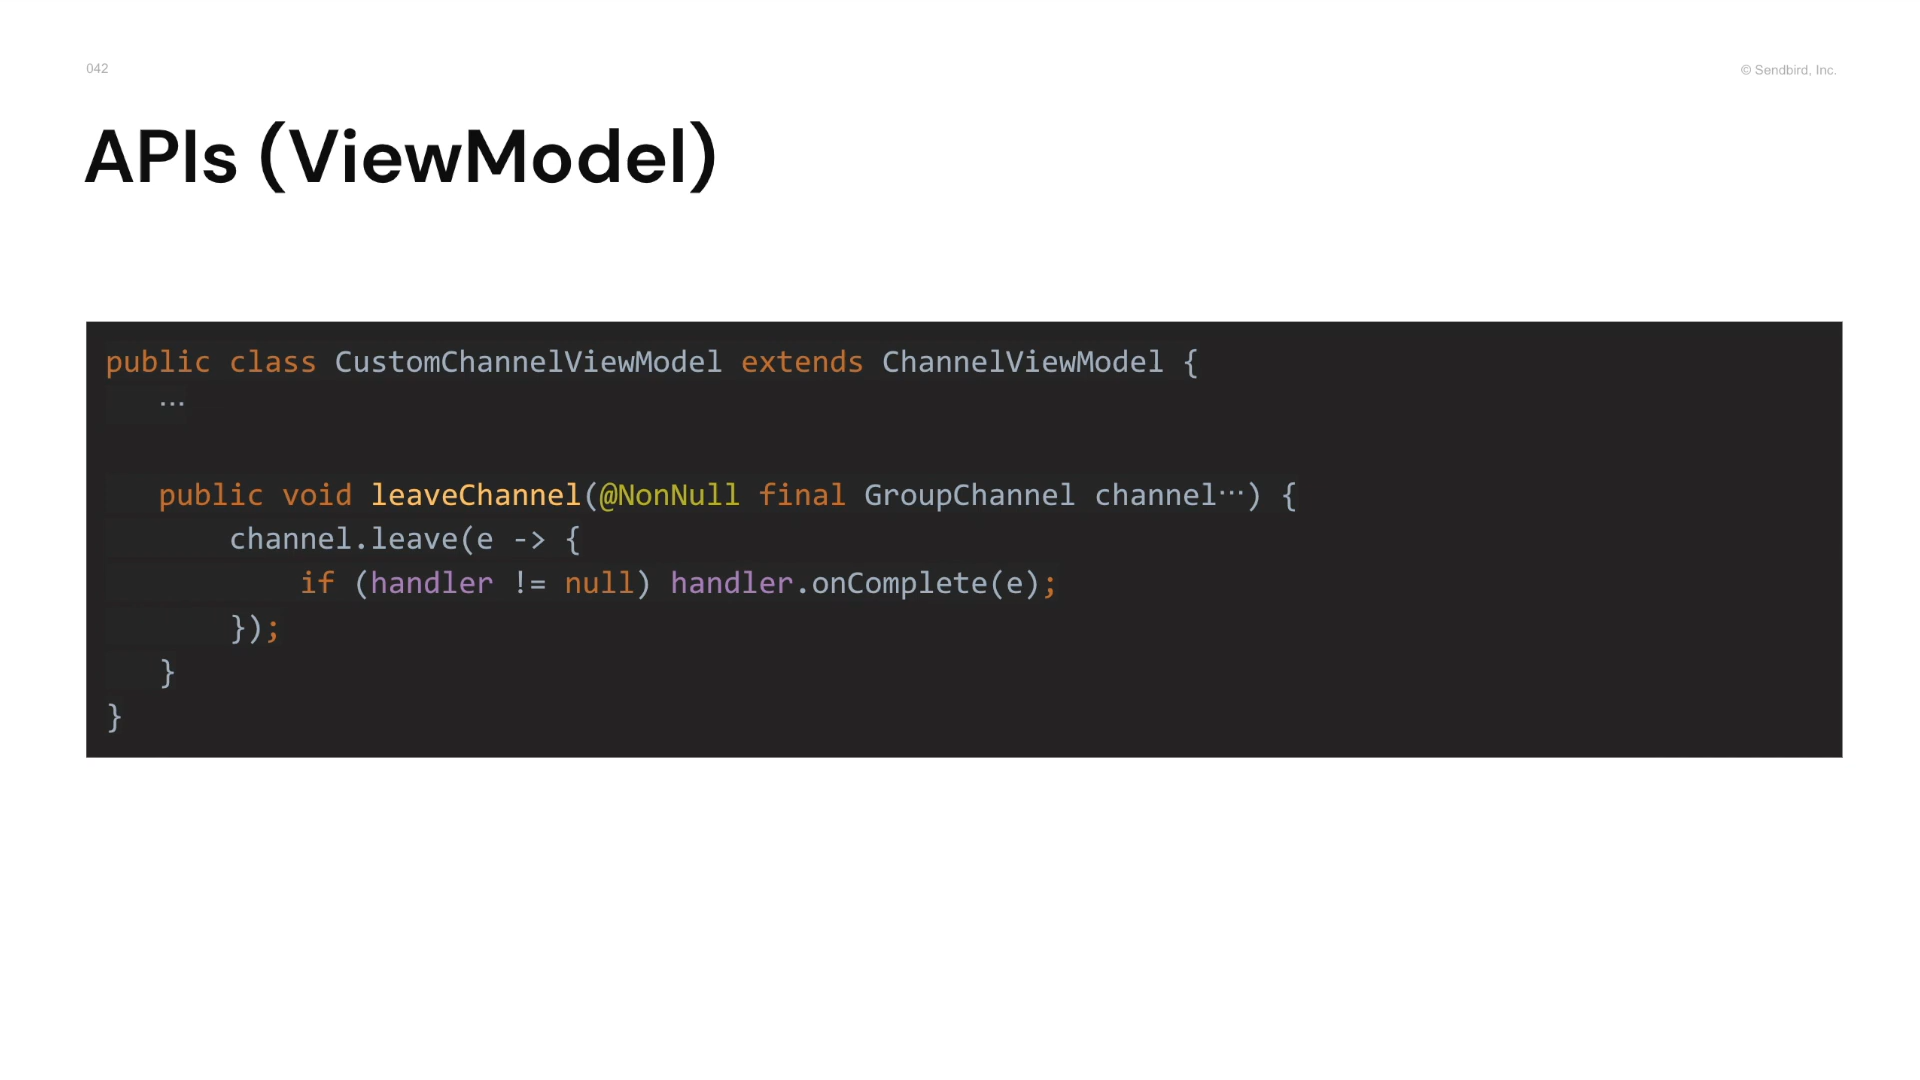 042
© Sendbird, Inc.
APIs (ViewModel)
public class CustomChannelViewModel extends ChannelViewModel {
   ⋯
   public void leaveChannel(@NonNull final GroupChannel channel⋯) {
       channel.leave(e -> {
           if (handler != null) handler.onComplete(e);
       });
   }
}